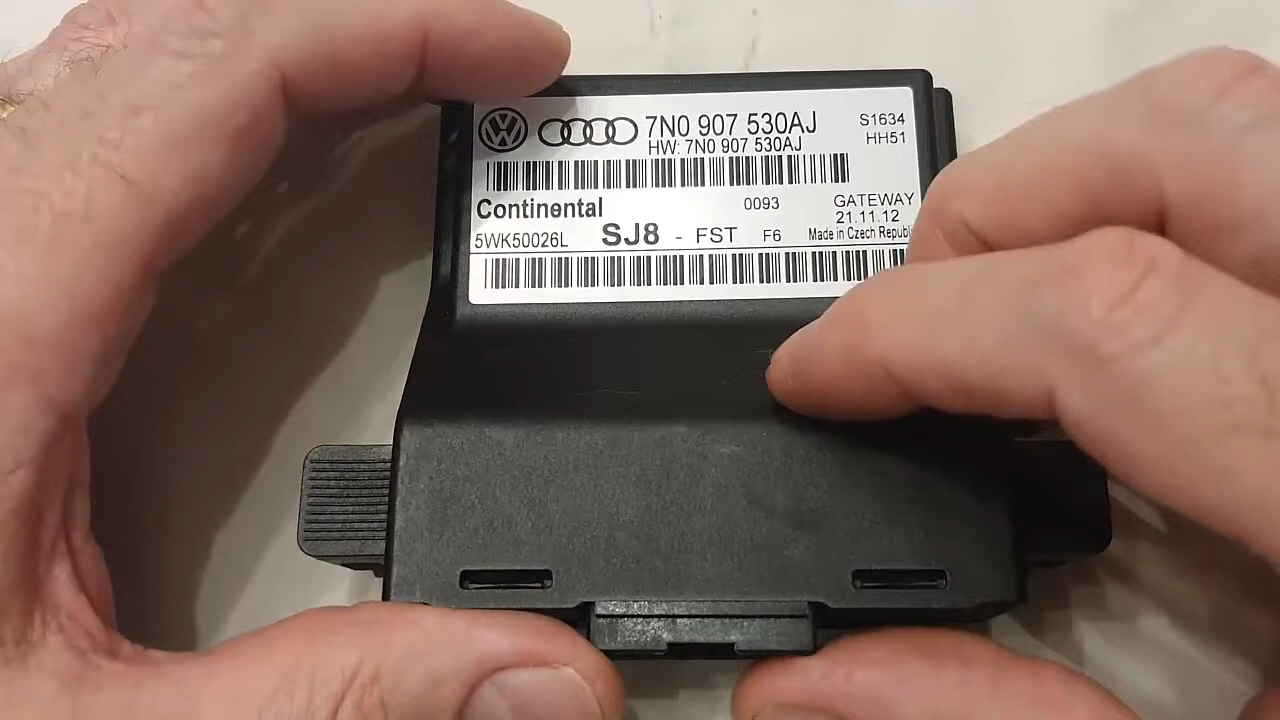 7N0 907 530AJ S1634
HW: 7N0 907 530AJ HH51
Continental 0093 GATEWAY
21.11.12
5WK50026L SJ8 - FST F6 Made in Czech